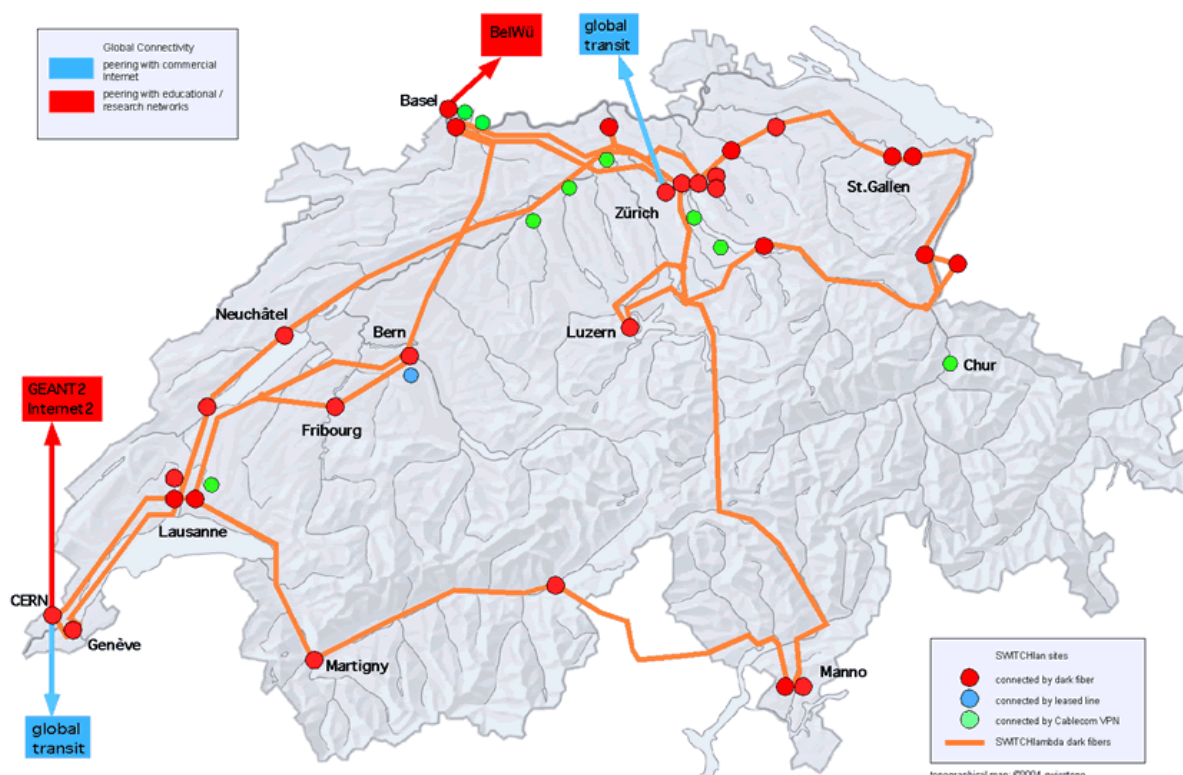 Global Connectivity
peering with commercial
Internet
peering with educational /
research networks
BelWü
global
transit
Basel
St.Gallen
Zürich
Neuchâtel
Bern
Luzern
Chur
GEANT2
Internet2
Fribourg
Lausanne
CERN
Genève
Martigny
Manno
global
transit
SWITCHlan sites
connected by dark fiber
connected by leased line
connected by Cablecom VPN
SWITCHlambda dark fibers